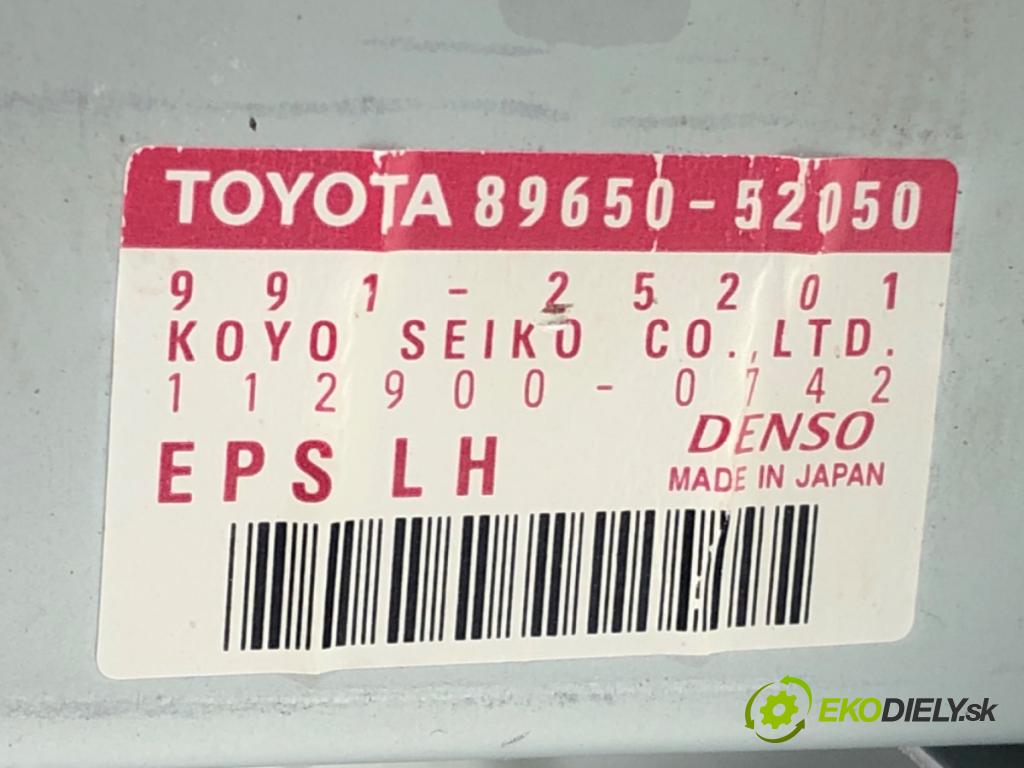 TOYOTA 89650-52050
991-25201
KOYO SEIKO CO.,LTD.
112900-0742
DENSO
EPS LH
MADE IN JAPAN
EKODIELY.sk